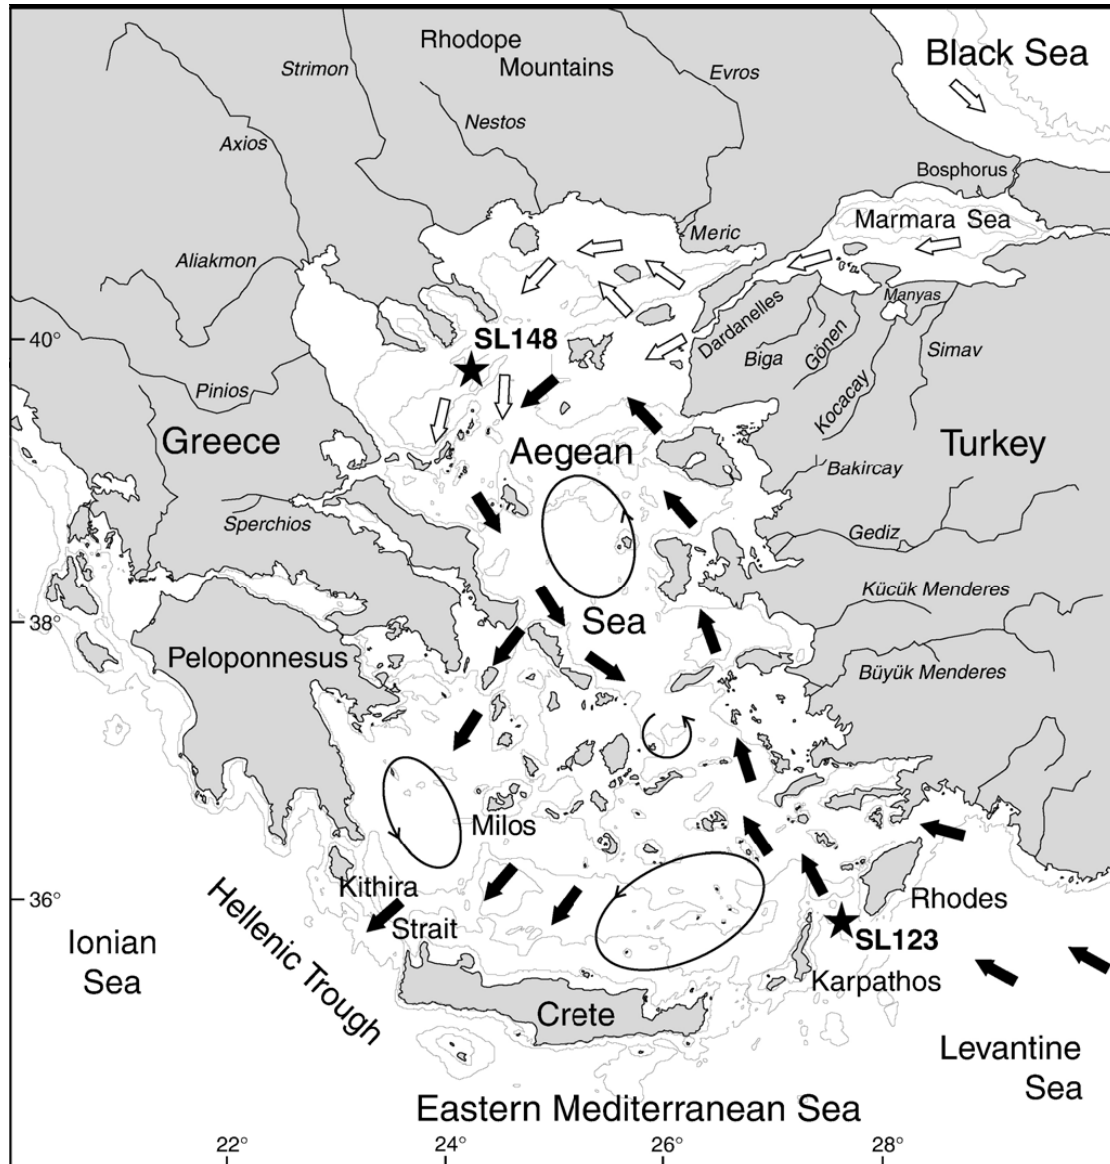 Rhodope
Mountains
Black Sea
Strimon
Evros
Nestos
Axios
Bosphorus
Marmara Sea
Meric
Aliakmon
Manyas
Dardanelles
40°
SL148
Biga
Gönen
Kocacay
Simav
Pinios
Greece
Aegean
Turkey
Bakircay
Sperchios
Gediz
Kücük Menderes
38°
Sea
Peloponnesus
Büyük Menderes
Milos
Kithira
36°
Rhodes
Hellenic Trough
Strait
SL123
Ionian
Sea
Karpathos
Crete
Levantine
Sea
Eastern Mediterranean Sea
22°
24°
26°
28°